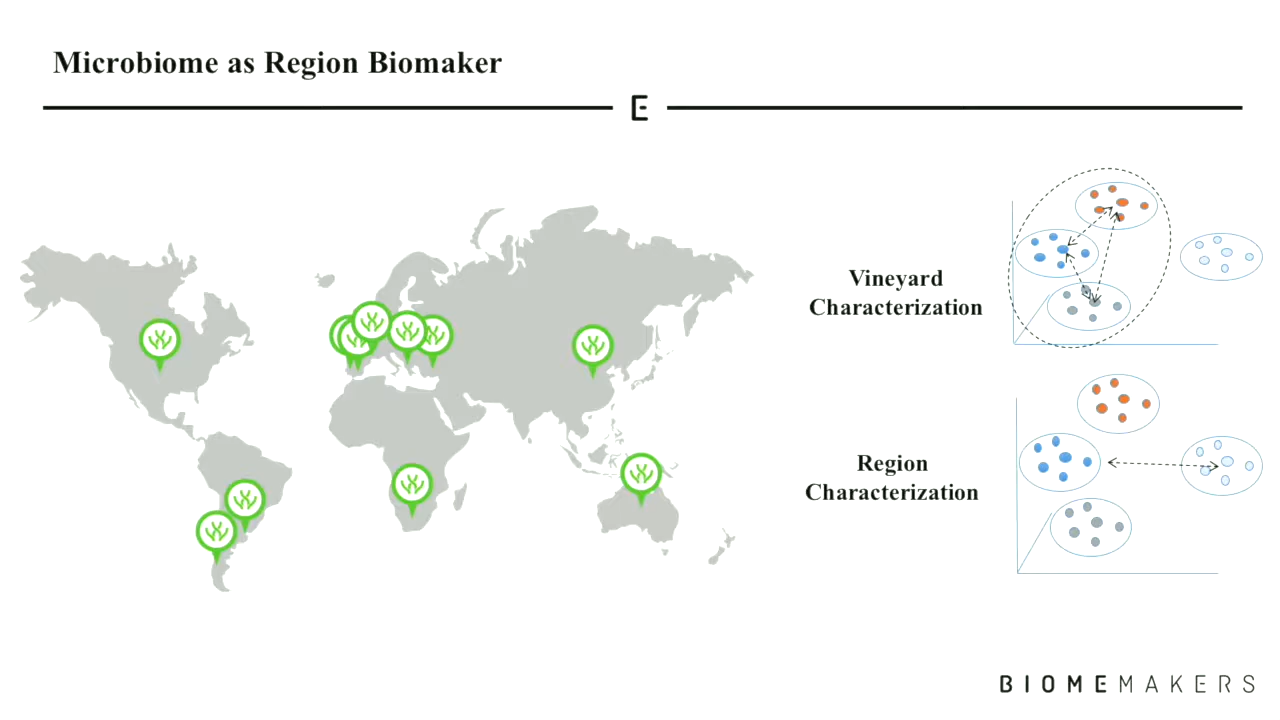 Microbiome as Region Biomaker
E
Vineyard
Characterization
Region
Characterization
BIOMEMAKERS